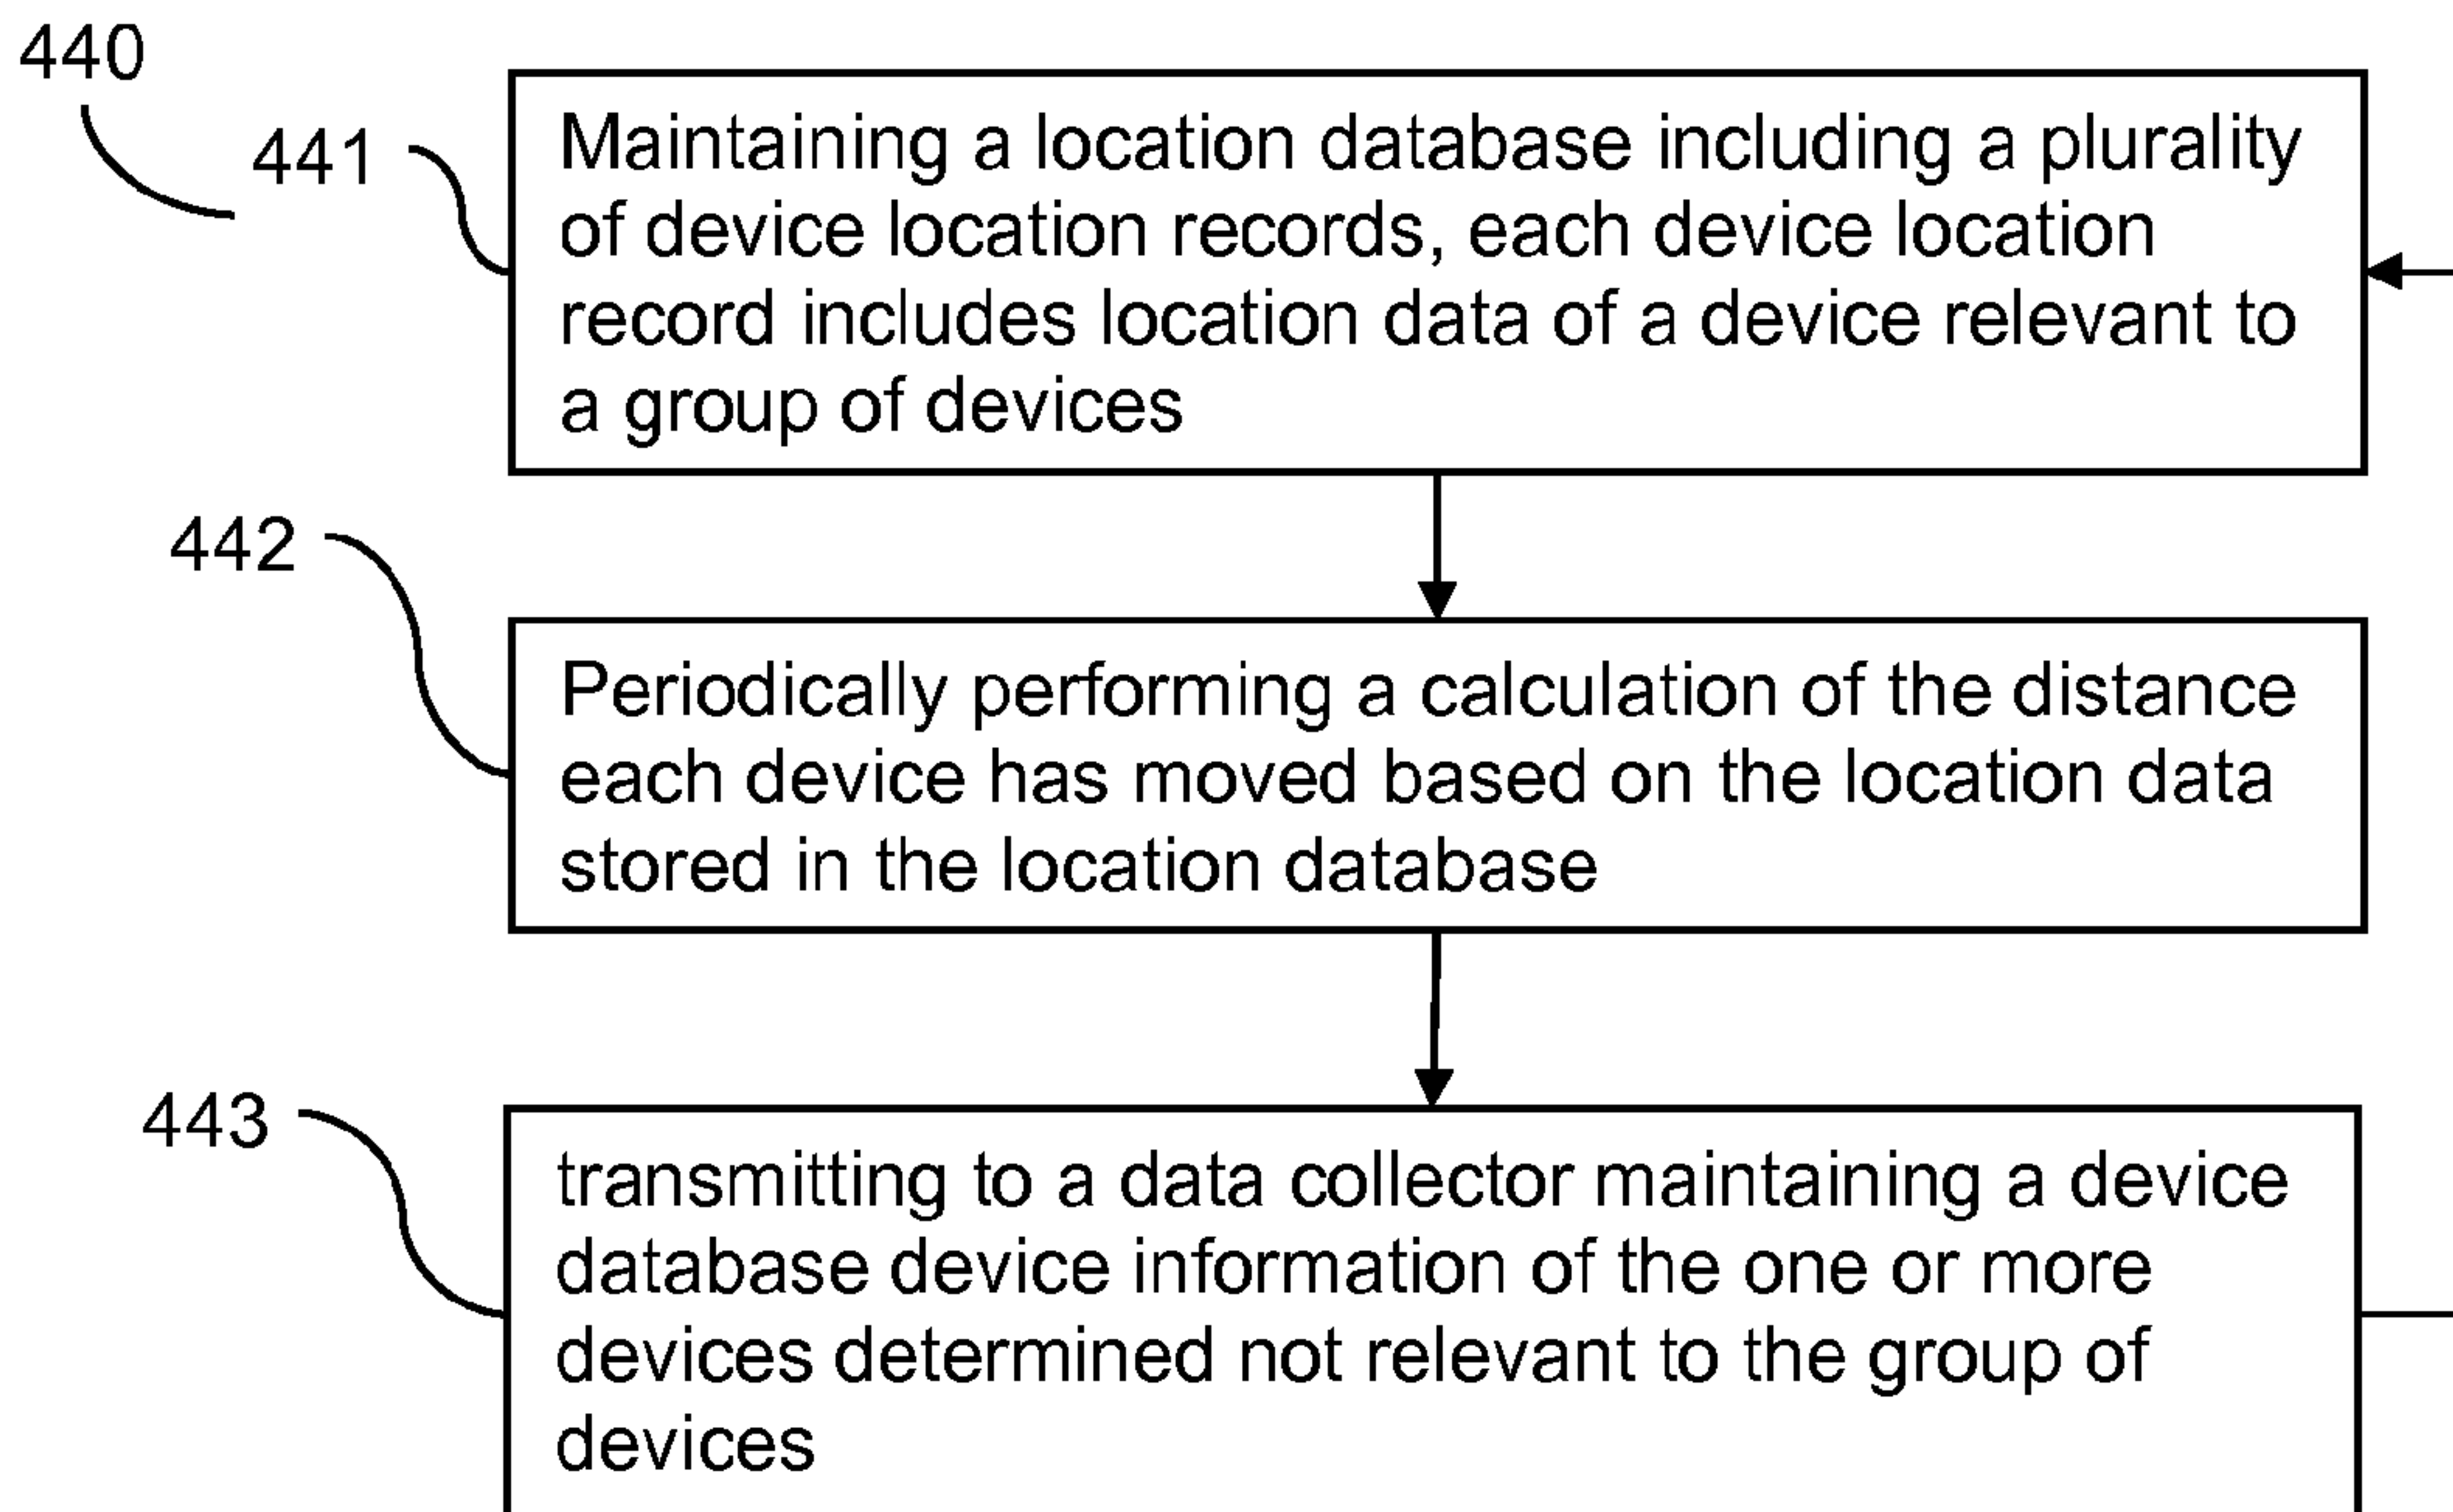 440
441
Maintaining a location database including a plurality
of device location records, each device location
record includes location data of a device relevant to
a group of devices
442
Periodically performing a calculation of the distance
each device has moved based on the location data
stored in the location database
443
transmitting to a data collector maintaining a device
database device information of the one or more
devices determined not relevant to the group of
devices